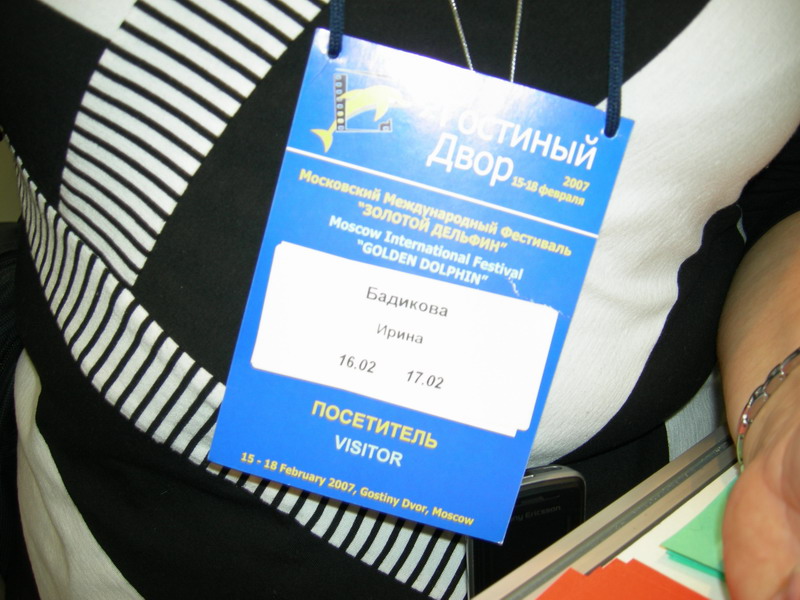 Гостиный
Двор
2007
15-18 февраля
Московский Международный Фестиваль
"ЗОЛОТОЙ ДЕЛЬФИН"
Moscow International Festival
"GOLDEN DOLPHIN"
Бадикова
Ирина
16.02 17.02
ПОСЕТИТЕЛЬ
VISITOR
15 - 18 February 2007, Gostiny Dvor, Moscow